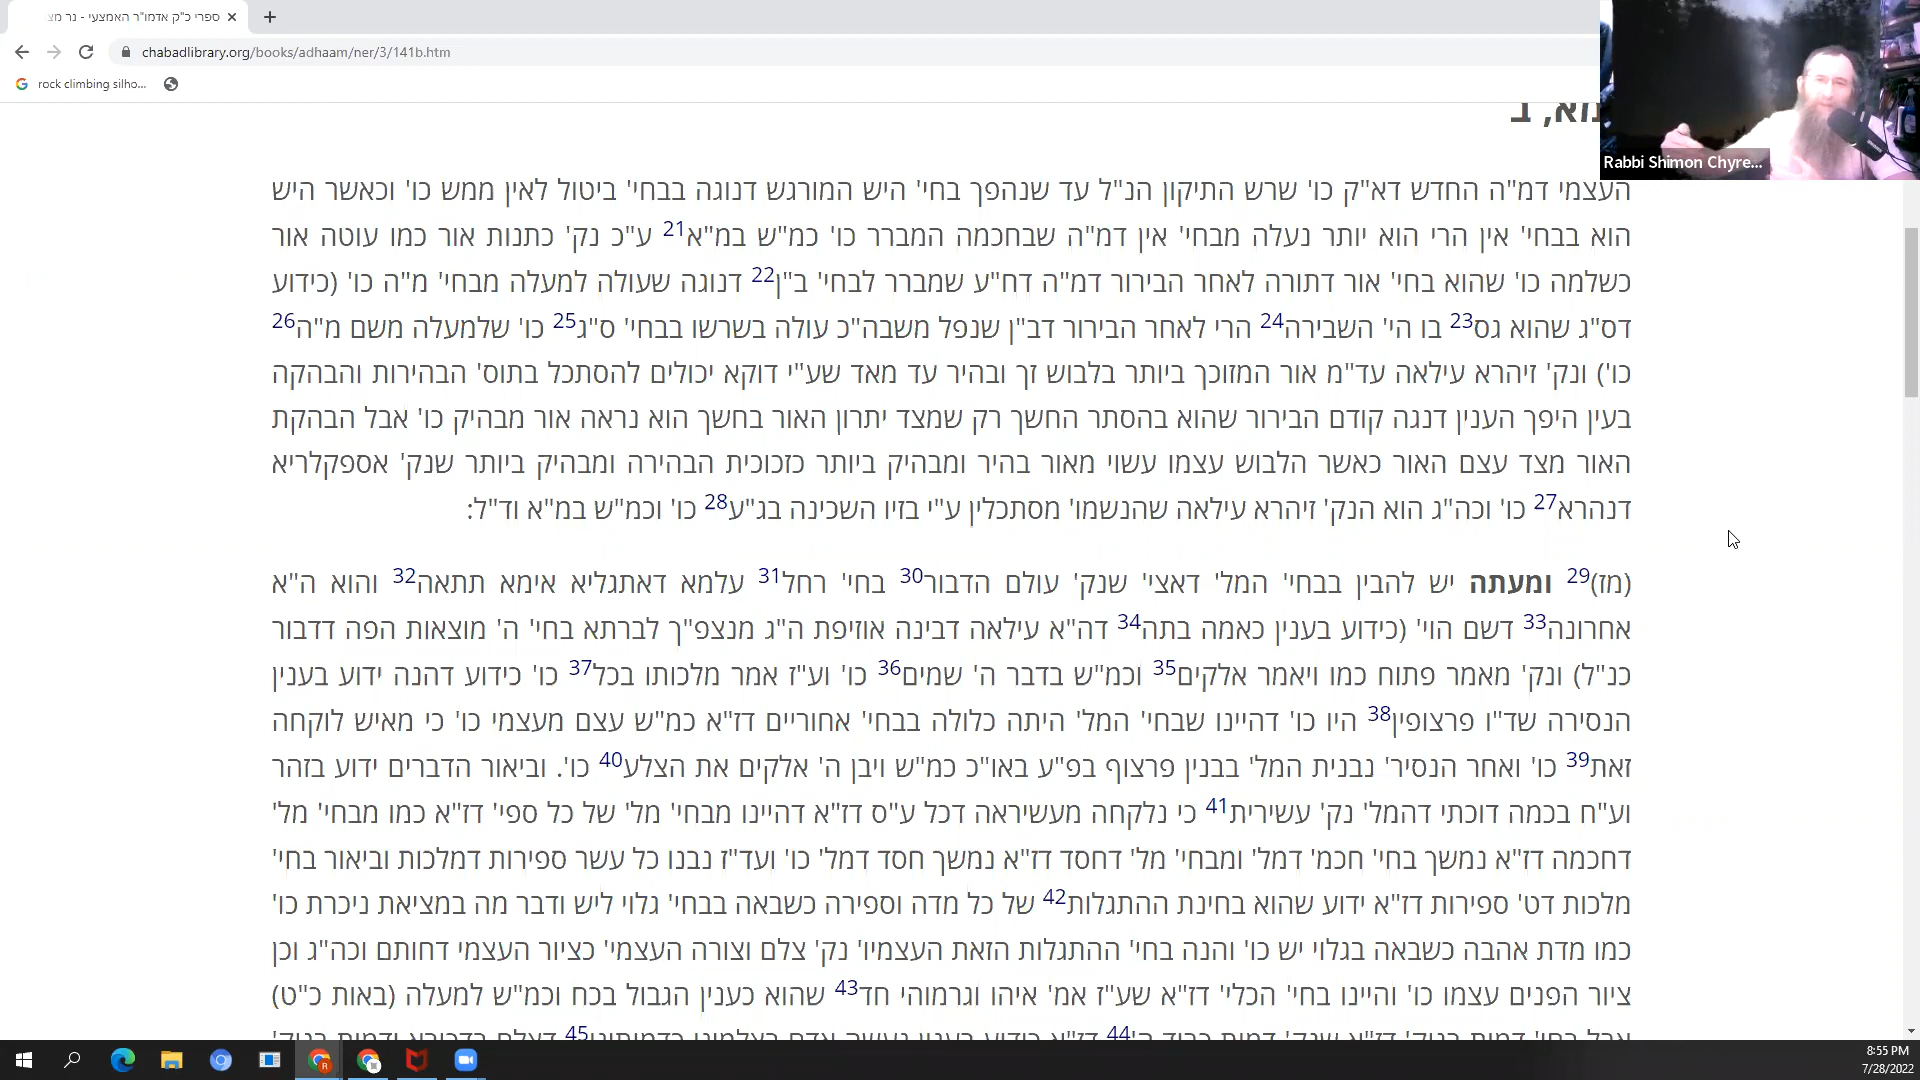 ספרי כ"ק אדמו"ר האמצעי - נר מצ
chabadlibrary.org/books/adhaam/ner/3/141b.htm
rock climbing silho...
Rabbi Shimon Chyre...
העצמי דמ"ה החדש דא"ק כו' שרש התיקון הנ"ל עד שנהפך בחי' היש המורגש דנוגה בבחי' ביטול לאין ממש כו' וכאשר היש
הוא בבחי' אין הרי הוא יותר נעלה מבחי' אין דמ"ה שבחכמה המברר כו' כמ"ש במ"א21 ע"כ נק' כתנות אור כמו עוטה אור
כשלמה כו' שהוא בחי' אור דתורה לאחר הבירור דמ"ה דח"ע שמברר לבחי' ב"ן22 דנוגה שעולה למעלה מבחי' מ"ה כו' (כידוע
דס"ג שהוא גס23 בו הי' השבירה24 הרי לאחר הבירור דב"ן שנפל משבה"כ עולה בשרשו בבחי' ס"ג25 כו' שלמעלה משם מ"ה26
כו') ונק' זיהרא עילאה עד"מ אור המזוכך ביותר בלבוש זך ובהיר עד מאד שע"י דוקא יכולים להסתכל בתוס' הבהירות והבהקה
בעין היפך הענין דנגה קודם הבירור שהוא בהסתר החשך רק שמצד יתרון האור בחשך הוא נראה אור מבהיק כו' אבל הבהקת
האור מצד עצם האור כאשר הלבוש עצמו עשוי מאור בהיר ומבהיק ביותר כזכוכית הבהירה ומבהיק ביותר שנק' אספקלריא
דנהרא27 כו' וכה"ג הוא הנק' זיהרא עילאה שהנשמו' מסתכלין ע"י בזיו השכינה בג"ע28 כו' וכמ"ש במ"א וד"ל:
(מז)29 ומעתה יש להבין בבחי' המל' דאצי' שנק' עולם הדבור30 בחי' רחל31 עלמא דאתגליא אימא תתאה32 והוא ה"א
אחרונה33 דשם הוי' (כידוע בענין כאמה בתה34 דה"א עילאה דבינה אוזיפת ה"ג מנצפ"ך לברתא בחי' ה' מוצאות הפה דדבור
כנ"ל) ונק' מאמר פתוח כמו ויאמר אלקים35 וכמ"ש בדבר ה' שמים36 כו' וע"ז אמר מלכותו בכל37 כו' כידוע דהנה ידוע בענין
הנסירה שד"ו פרצופין38 היו כו' דהיינו שבחי' המל' היתה כלולה בבחי' אחוריים דז"א כמ"ש עצם מעצמי כו' כי מאיש לוקחה
זאת39 כו' ואחר הנסיר' נבנית המל' בבנין פרצוף בפ"ע באו"כ כמ"ש ויבן ה' אלקים את הצלע40 כו'. וביאור הדברים ידוע בזהר
וע"ח בכמה דוכתי דהמל' נק' עשירית41 כי נלקחה מעשיראה דכל ע"ס דז"א דהיינו מבחי' מל' של כל ספי' דז"א כמו מבחי' מל'
דחכמה דז"א נמשך בחי' חכמ' דמל' ומבחי' מל' דחסד דז"א נמשך חסד דמל' כו' ועד"ז נבנו כל עשר ספירות דמלכות וביאור בחי'
מלכות דט' ספירות דז"א ידוע שהוא בחינת ההתגלות42 של כל מדה וספירה כשבאה בבחי' גלוי ליש ודבר מה במציאת ניכרת כו'
כמו מדת אהבה כשבאה בגלוי יש כו' והנה בחי' ההתגלות הזאת העצמיו' נק' צלם וצורה העצמי' כציור העצמי דחותם וכה"ג וכן
ציור הפנים עצמו כו' והיינו בחי' הכלי' דז"א שע"ז אמ' איהו וגרמוהי חד43 שהוא כענין הגבול בכח וכמ"ש למעלה (באות כ"ט)
8:55 PM
7/28/2022